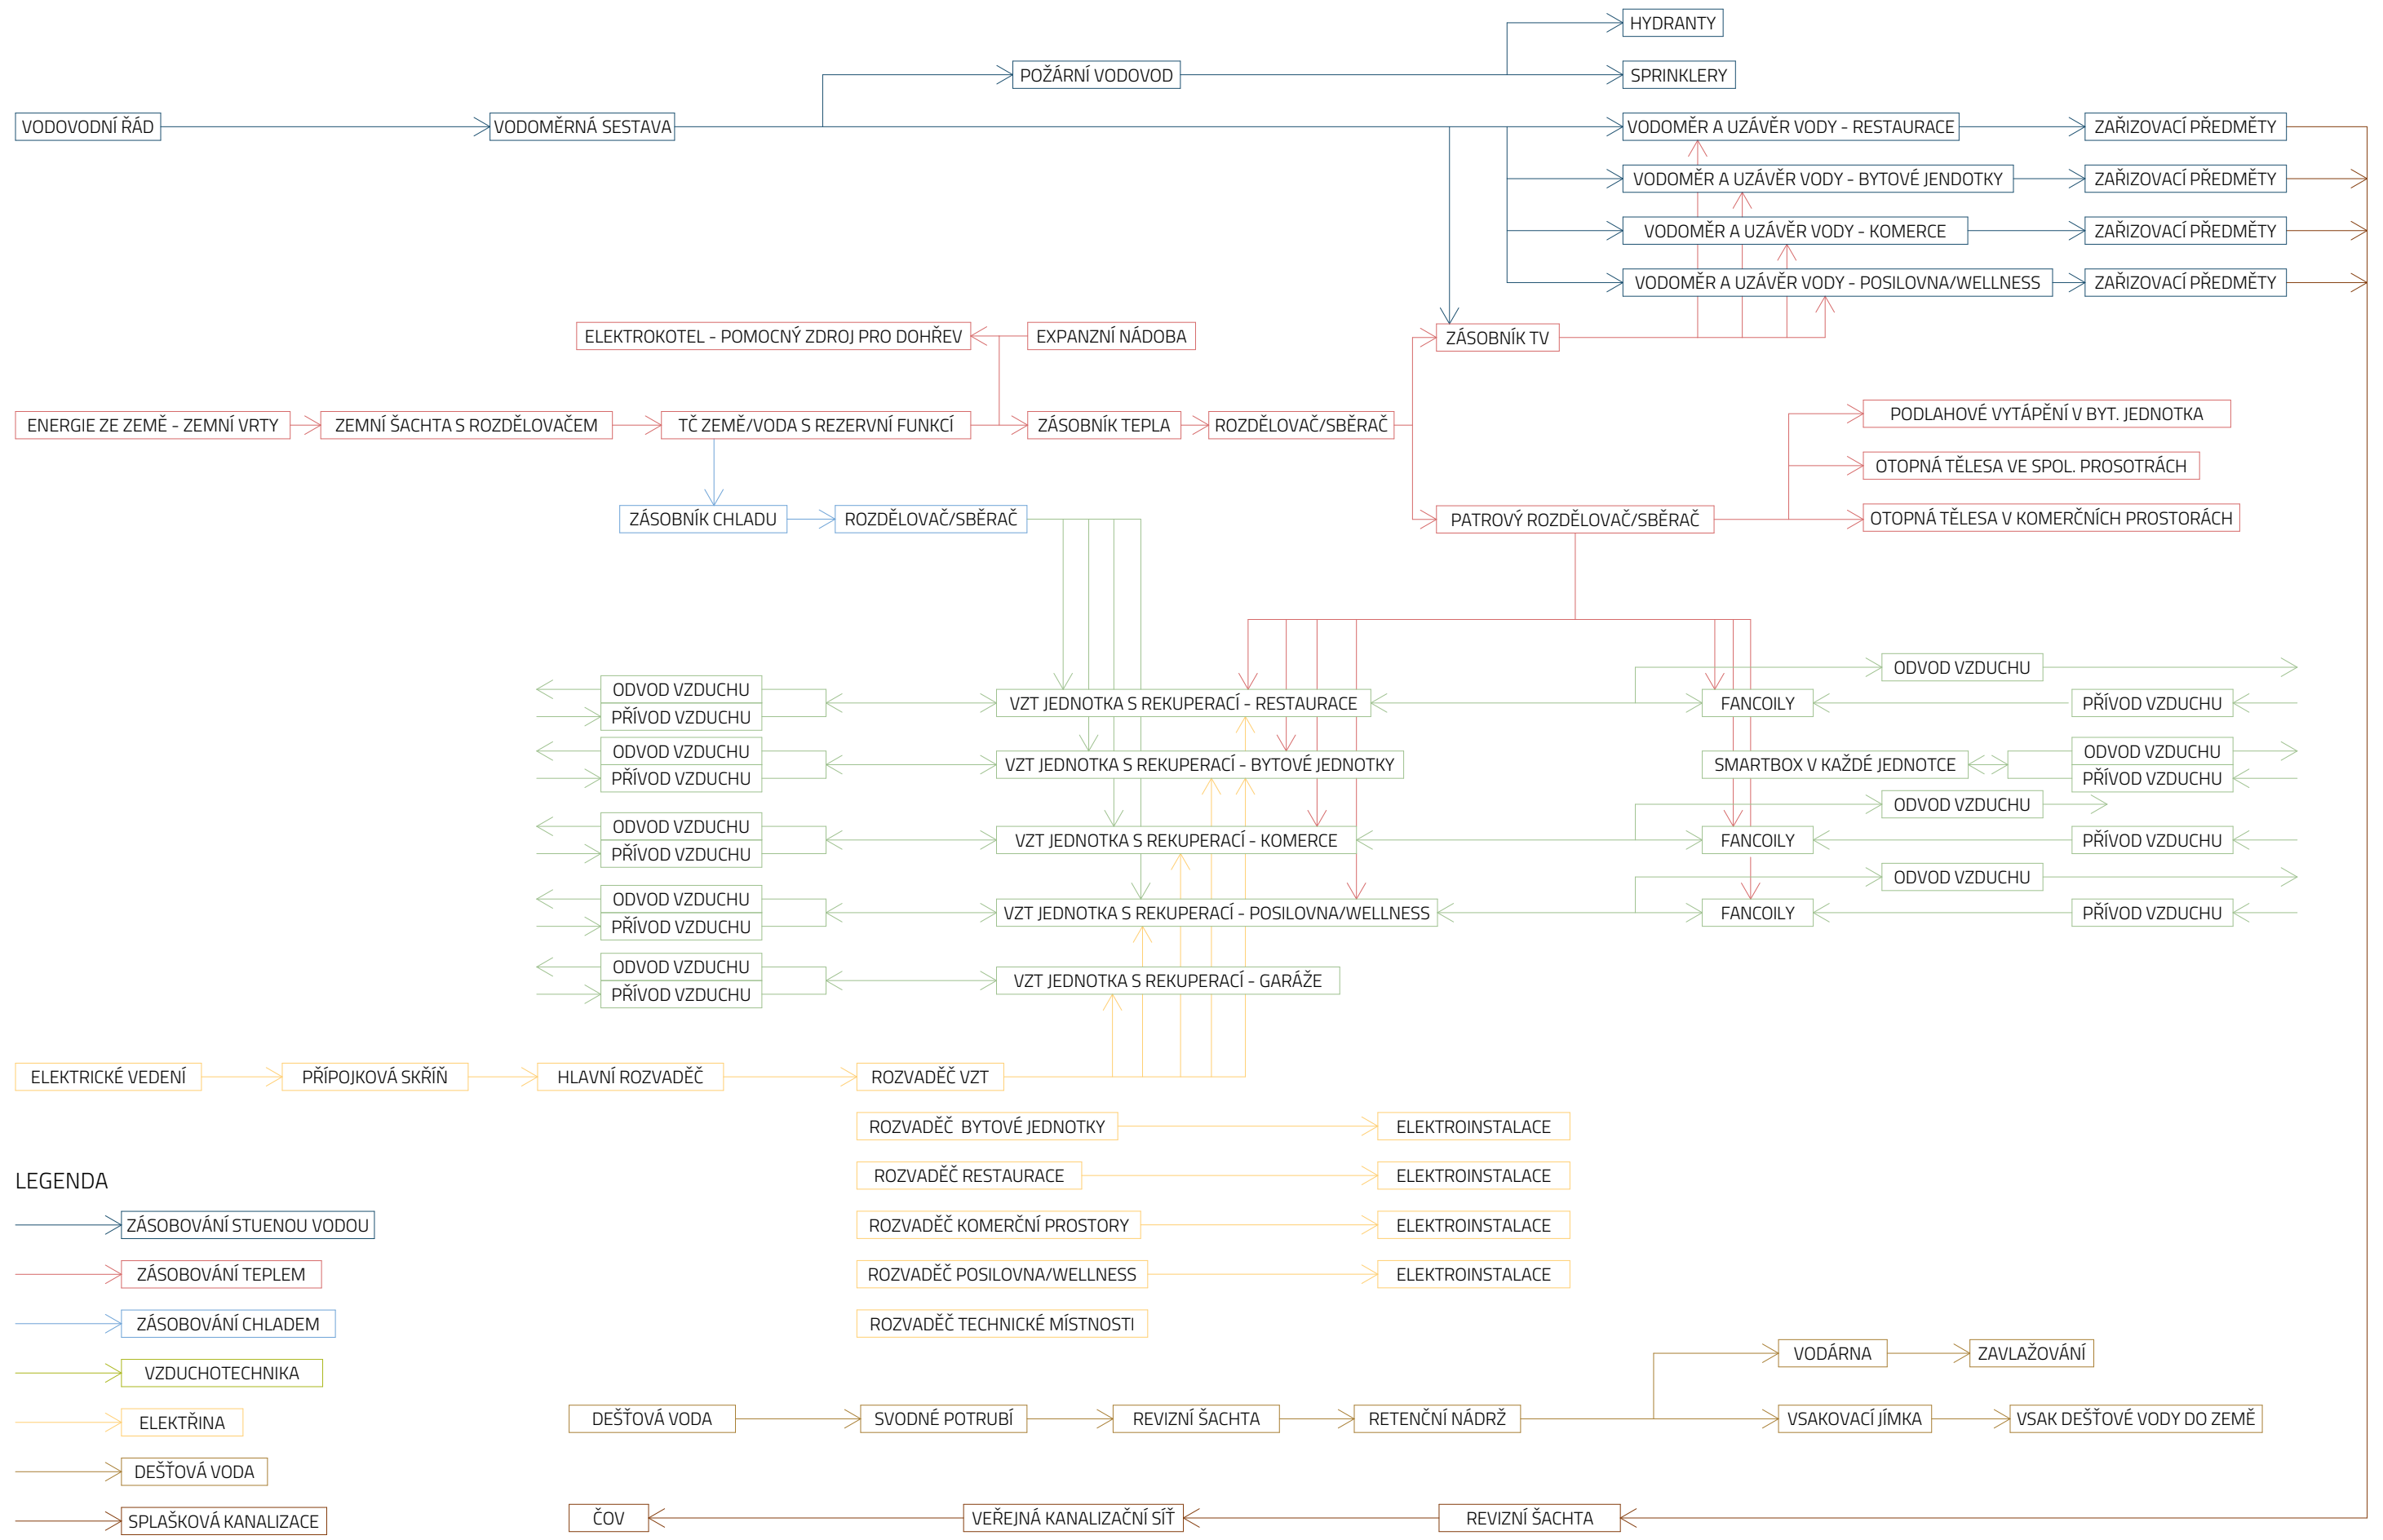 HYDRANTY
POŽÁRNÍ VODOVOD
SPRINKLERY
VODOVODNÍ ŘÁD
VODOMĚRNÁ SESTAVA
VODOMĚR A UZÁVĚR VODY - RESTAURACE
ZAŘIZOVACÍ PŘEDMĚTY
VODOMĚR A UZÁVĚR VODY - BYTOVÉ JENDOTKY
ZAŘIZOVACÍ PŘEDMĚTY
VODOMĚR A UZÁVĚR VODY - KOMERCE
ZAŘIZOVACÍ PŘEDMĚTY
VODOMĚR A UZÁVĚR VODY - POSILOVNA/WELLNESS
ZAŘIZOVACÍ PŘEDMĚTY
ELEKTROKOTEL - POMOCNÝ ZDROJ PRO DOHŘEV
EXPANZNÍ NÁDOBA
ZÁSOBNÍK TV
ENERGIE ZE ZEMĚ - ZEMNÍ VRTY
ZEMNÍ ŠACHTA S ROZDĚLOVAČEM
TČ ZEMĚ/VODA S REZERVNÍ FUNKCÍ
ZÁSOBNÍK TEPLA
ROZDĚLOVAČ/SBĚRAČ
PODLAHOVÉ VYTÁPĚNÍ V BYT. JEDNOTKA
OTOPNÁ TĚLESA VE SPOL. PROSOTRÁCH
ZÁSOBNÍK CHLADU
ROZDĚLOVAČ/SBĚRAČ
PATROVÝ ROZDĚLOVAČ/SBĚRAČ
OTOPNÁ TĚLESA V KOMERČNÍCH PROSTORÁCH
ODVOD VZDUCHU
ODVOD VZDUCHU
PŘÍVOD VZDUCHU
VZT JEDNOTKA S REKUPERACÍ - RESTAURACE
FANCOILY
PŘÍVOD VZDUCHU
ODVOD VZDUCHU
PŘÍVOD VZDUCHU
VZT JEDNOTKA S REKUPERACÍ - BYTOVÉ JEDNOTKY
SMARTBOX V KAŽDÉ JEDNOTCE
ODVOD VZDUCHU
PŘÍVOD VZDUCHU
ODVOD VZDUCHU
ODVOD VZDUCHU
PŘÍVOD VZDUCHU
VZT JEDNOTKA S REKUPERACÍ - KOMERCE
FANCOILY
PŘÍVOD VZDUCHU
ODVOD VZDUCHU
ODVOD VZDUCHU
PŘÍVOD VZDUCHU
VZT JEDNOTKA S REKUPERACÍ - POSILOVNA/WELLNESS
FANCOILY
PŘÍVOD VZDUCHU
ODVOD VZDUCHU
PŘÍVOD VZDUCHU
VZT JEDNOTKA S REKUPERACÍ - GARÁŽE
ELEKTRICKÉ VEDENÍ
PŘÍPOJKOVÁ SKŘÍŇ
HLAVNÍ ROZVADĚČ
ROZVADĚČ VZT
ROZVADĚČ BYTOVÉ JEDNOTKY
ELEKTROINSTALACE
ROZVADĚČ RESTAURACE
ELEKTROINSTALACE
ROZVADĚČ KOMERČNÍ PROSTORY
ELEKTROINSTALACE
ROZVADĚČ POSILOVNA/WELLNESS
ELEKTROINSTALACE
ROZVADĚČ TECHNICKÉ MÍSTNOSTI
LEGENDA
ZÁSOBOVÁNÍ STUENOU VODOU
ZÁSOBOVÁNÍ TEPLEM
ZÁSOBOVÁNÍ CHLADEM
VZDUCHOTECHNIKA
ELEKTŘINA
DEŠŤOVÁ VODA
SPLAŠKOVÁ KANALIZACE
VODÁRNA
ZAVLAŽOVÁNÍ
DEŠŤOVÁ VODA
SVODNÉ POTRUBÍ
REVIZNÍ ŠACHTA
RETENČNÍ NÁDRŽ
VSAKOVACÍ JÍMKA
VSAK DEŠŤOVÉ VODY DO ZEMĚ
ČOV
VEŘEJNÁ KANALIZAČNÍ SÍŤ
REVIZNÍ ŠACHTA